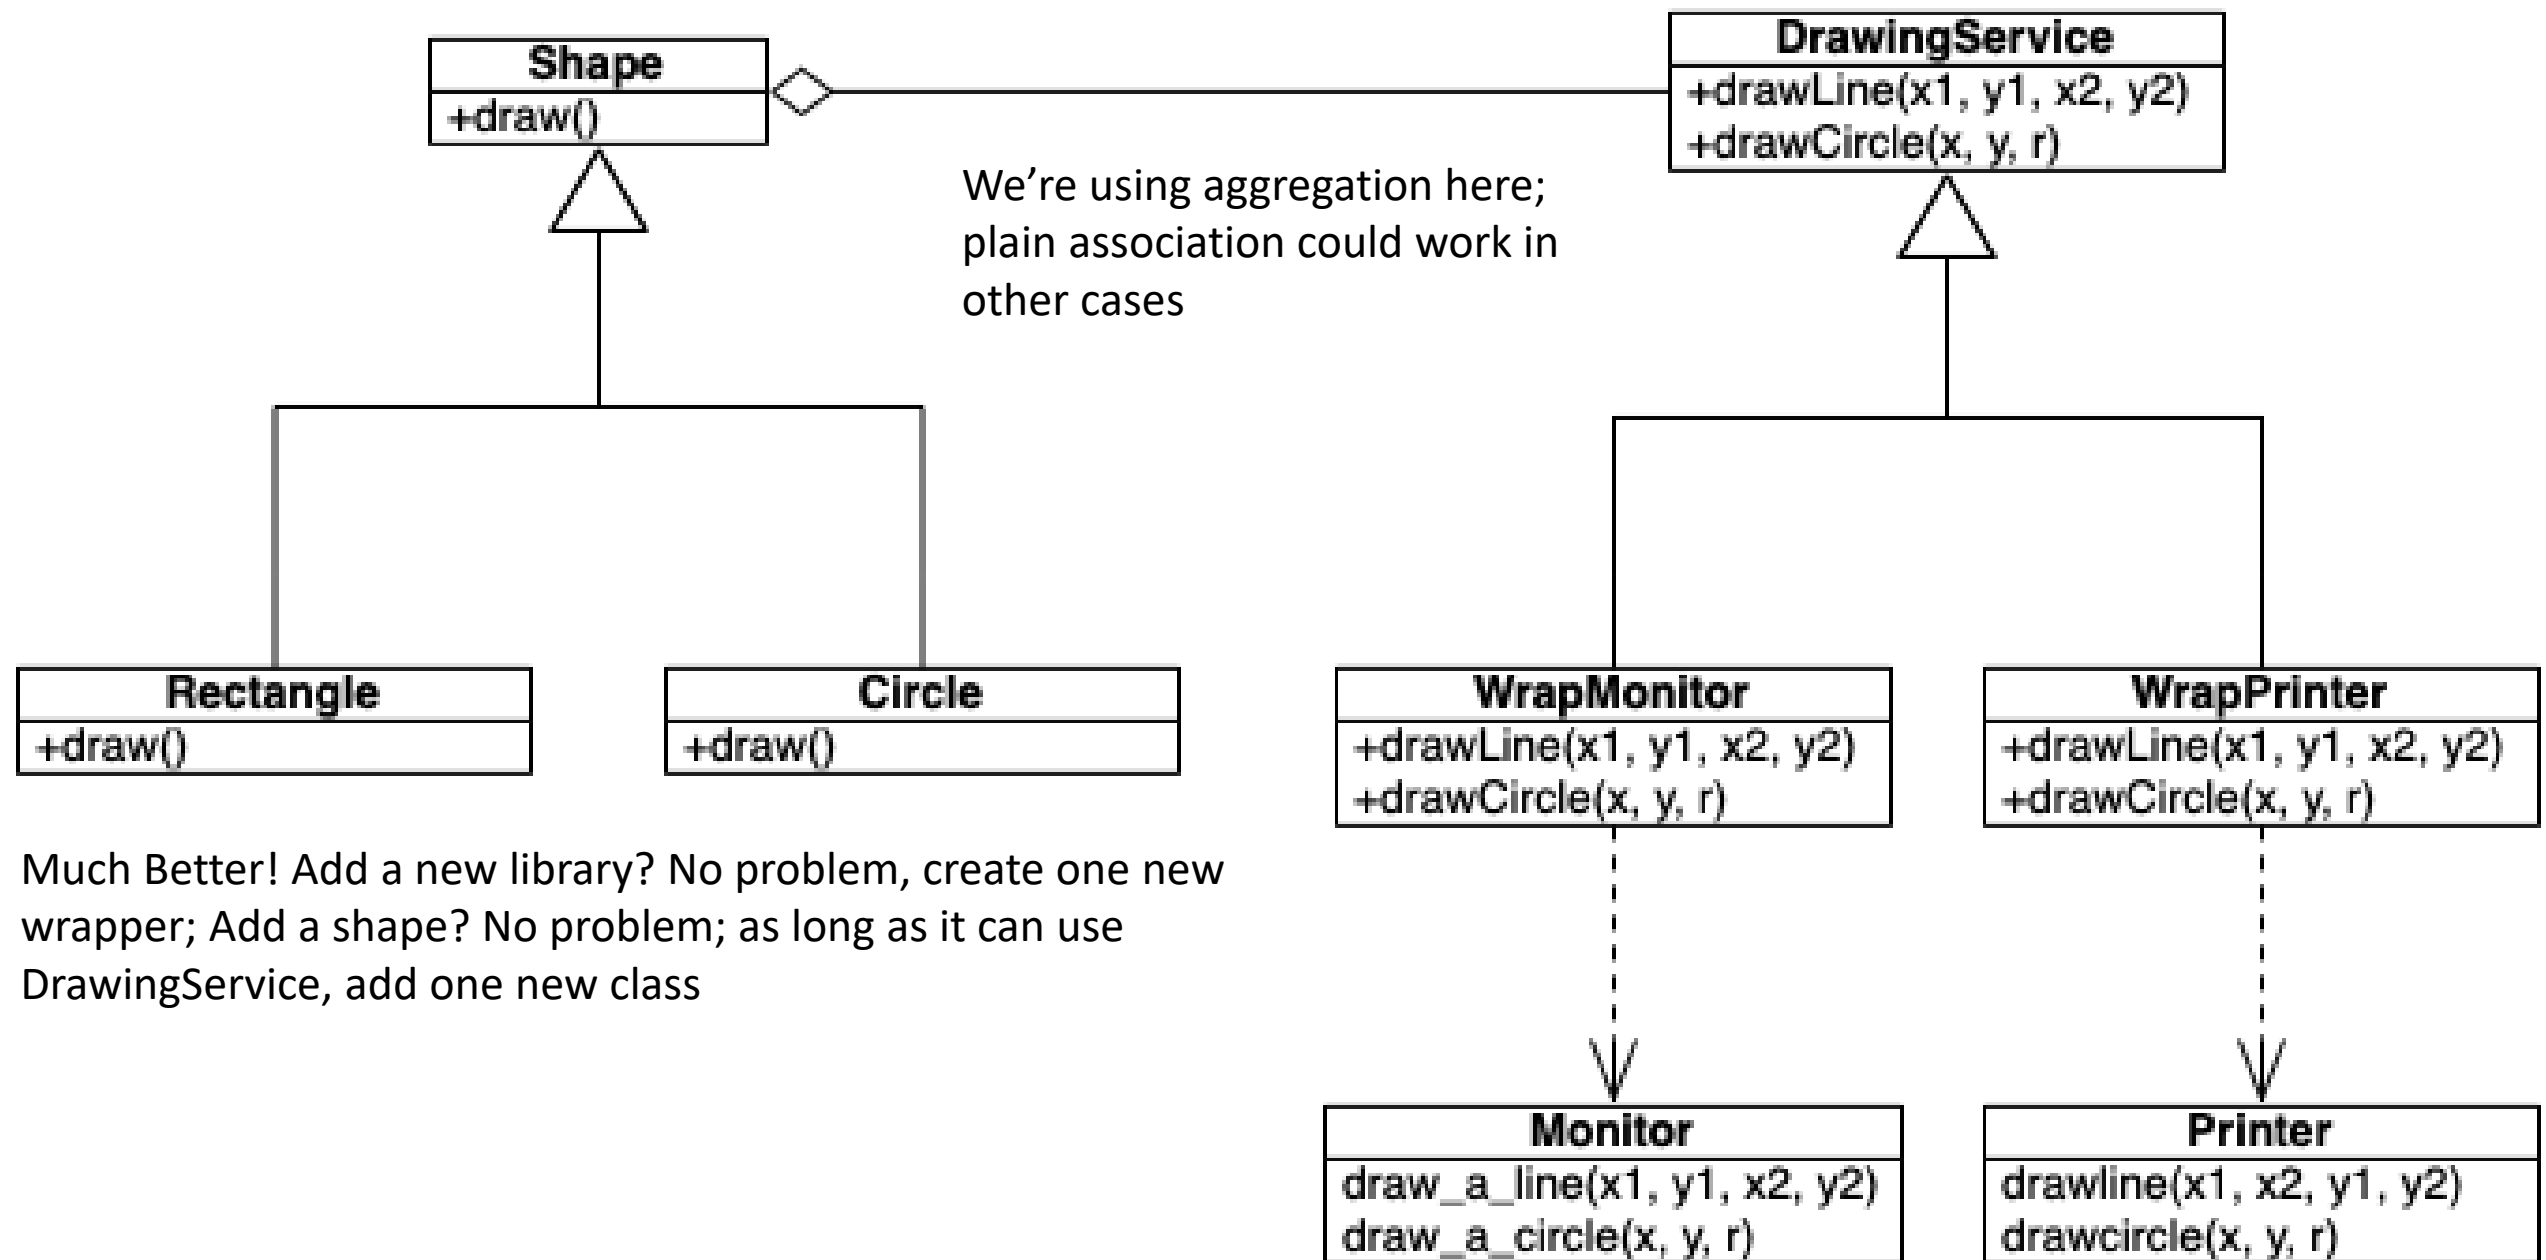 Shape
+draw()
DrawingService
+drawLine(x1, y1, x2, y2)
+drawCircle(x, y, r)
We’re using aggregation here;
plain association could work in
other cases
Rectangle
+draw()
Circle
+draw()
WrapMonitor
+drawLine(x1, y1, x2, y2)
+drawCircle(x, y, r)
WrapPrinter
+drawLine(x1, y1, x2, y2)
+drawCircle(x, y, r)
Much Better! Add a new library? No problem, create one new
wrapper; Add a shape? No problem; as long as it can use
DrawingService, add one new class
Monitor
draw_a_line(x1, y1, x2, y2)
draw_a_circle(x, y, r)
Printer
drawline(x1, x2, y1, y2)
drawcircle(x, y, r)